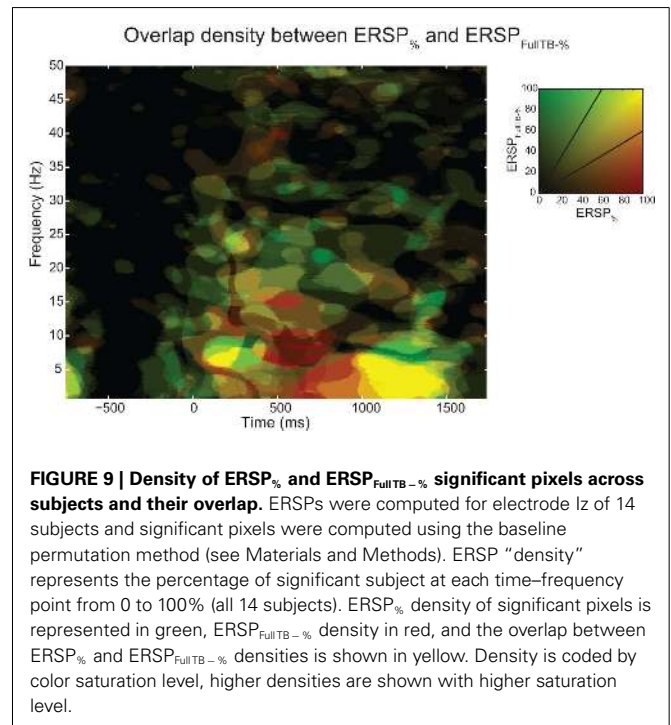 Overlap density between ERSP% and ERSPFullTB-%
50
45
40
35
30
25
20
15
10
5
Frequency (Hz)
−500 0 500 1000 1500
Time (ms)
100
80
60
40
20
0
ERSPFullTB-%
0 20 40 60 80 100
ERSP%
FIGURE 9 | Density of ERSP% and ERSPFullTB – % significant pixels across
subjects and their overlap. ERSPs were computed for electrode Iz of 14
subjects and significant pixels were computed using the baseline
permutation method (see Materials and Methods). ERSP “density”
represents the percentage of significant subject at each time–frequency
point from 0 to 100% (all 14 subjects). ERSP% density of significant pixels is
represented in green, ERSPFullTB – % density in red, and the overlap between
ERSP% and ERSPFullTB – % densities is shown in yellow. Density is coded by
color saturation level, higher densities are shown with higher saturation
level.